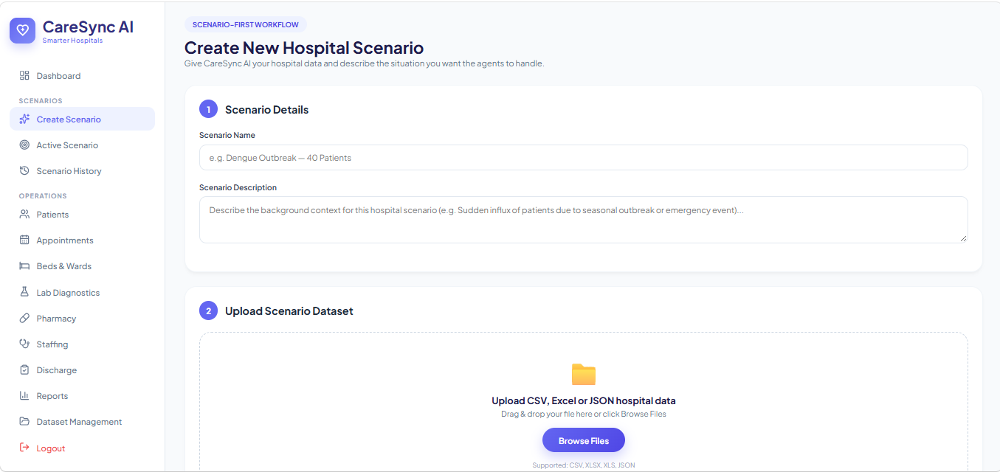 CareSync AI
Smarter Hospitals
Dashboard
SCENARIOS
Create Scenario
Active Scenario
Scenario History
OPERATIONS
Patients
Appointments
Beds & Wards
Lab Diagnostics
Pharmacy
Staffing
Discharge
Reports
Dataset Management
Logout
SCENARIO-FIRST WORKFLOW
Create New Hospital Scenario
Give CareSync AI your hospital data and describe the situation you want the agents to handle.
1 Scenario Details
Scenario Name
e.g. Dengue Outbreak — 40 Patients
Scenario Description
Describe the background context for this hospital scenario (e.g. Sudden influx of patients due to seasonal outbreak or emergency event)...
2 Upload Scenario Dataset
Upload CSV, Excel or JSON hospital data
Drag & drop your file here or click Browse Files
Browse Files
Supported: CSV, XLSX, XLS, JSON